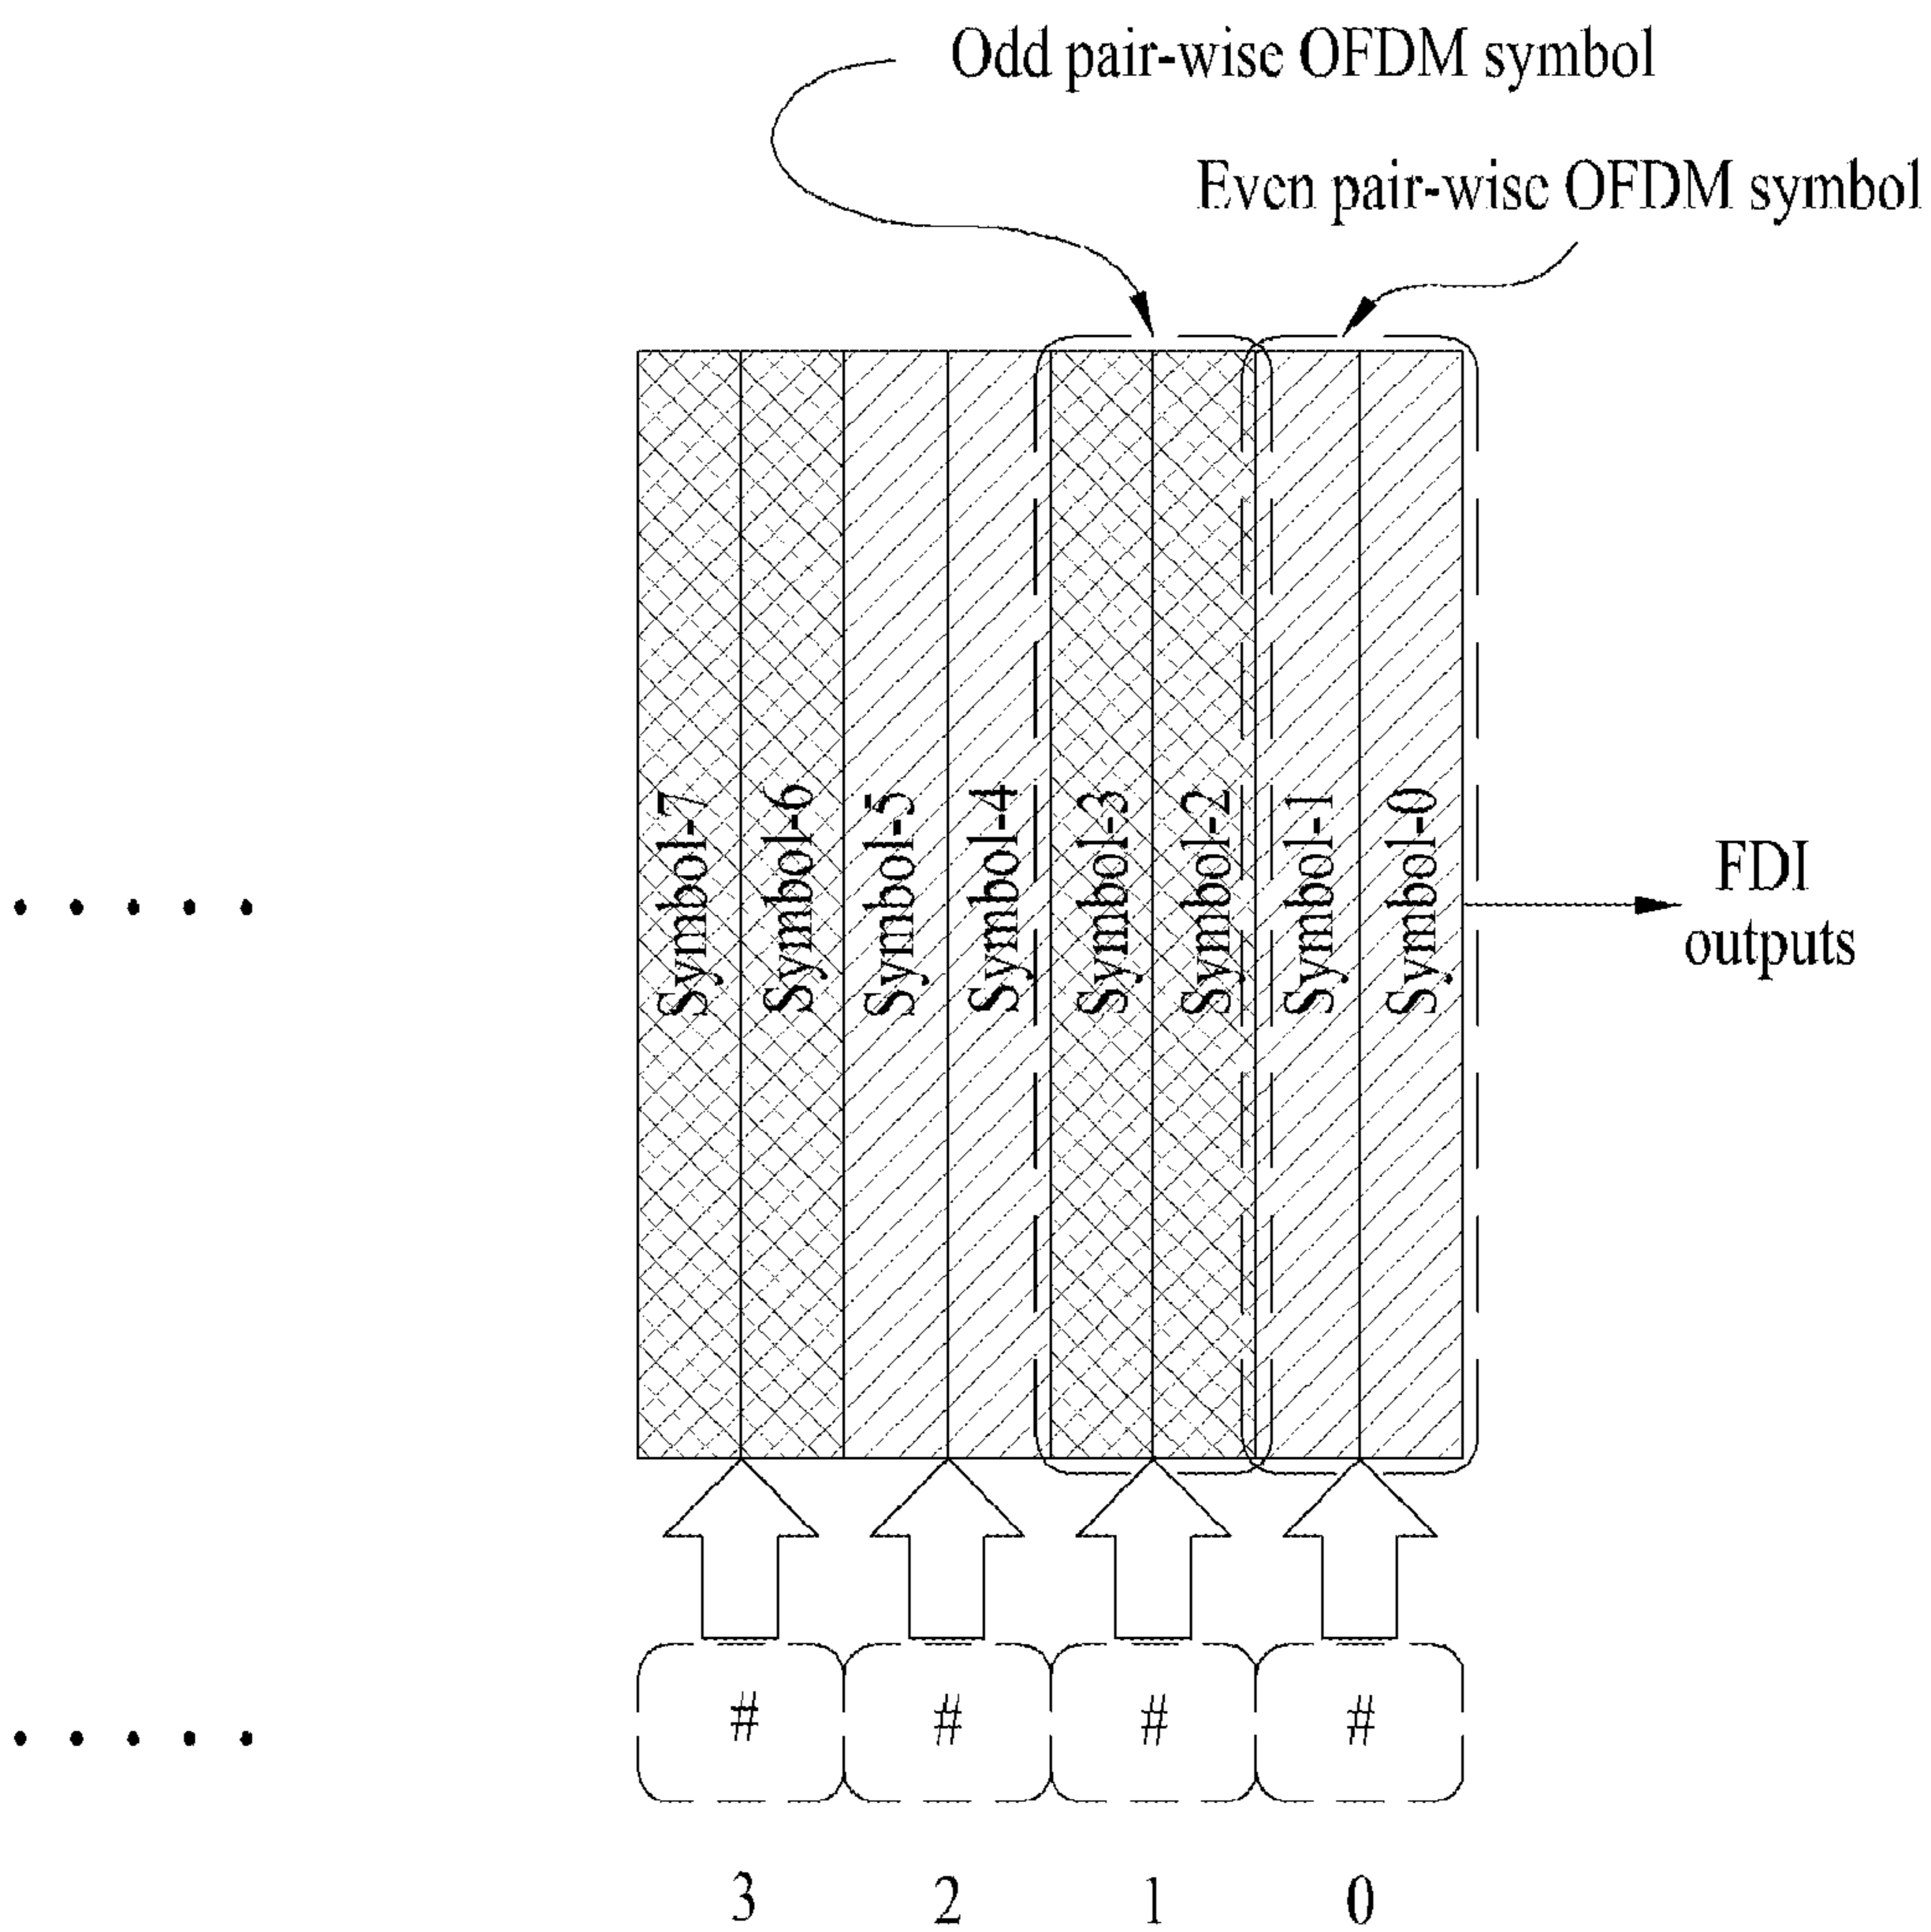 Odd pair-wise OFDM symbol
Even pair-wise OFDM symbol
Symbol-7
Symbol-6
Symbol-5
Symbol-4
Symbol-3
Symbol-2
Symbol-1
Symbol-0
FDI
outputs
# # # #
3 2 1 0